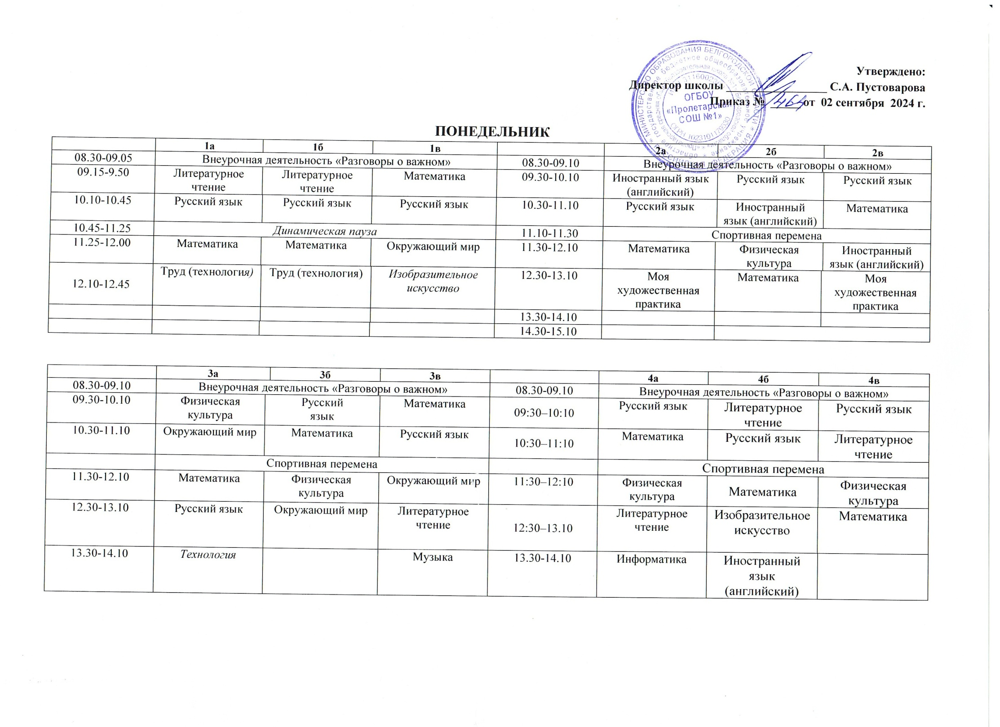 Утверждено:
Директор школы ________________ С.А. Пустоварова
Приказ № 464 от 02 сентября 2024 г.
МИНИСТЕРСТВО ОБРАЗОВАНИЯ БЕЛГОРОДСКОЙ ОБЛАСТИ * РОССИЙСКАЯ ФЕДЕРАЦИЯ *
ОГБОУ
«Пролетарская
СОШ №1»
ОГРН 1023101179530
ПОНЕДЕЛЬНИК
1а 1б 1в 2а 2б 2в
08.30-09.05 Внеурочная деятельность «Разговоры о важном» 08.30-09.10 Внеурочная деятельность «Разговоры о важном»
09.15-9.50 Литературное Литературное Математика 09.30-10.10 Иностранный язык Русский язык Русский язык
чтение чтение (английский)
10.10-10.45 Русский язык Русский язык Русский язык 10.30-11.10 Русский язык Иностранный Математика
язык (английский)
10.45-11.25 Динамическая пауза 11.10-11.30 Спортивная перемена
11.25-12.00 Математика Математика Окружающий мир 11.30-12.10 Математика Физическая Иностранный
культура язык (английский)
12.10-12.45 Труд (технология) Труд (технология) Изобразительное 12.30-13.10 Моя Математика Моя
искусство художественная художественная
практика практика
13.30-14.10
14.30-15.10
3а 3б 3в 4а 4б 4в
08.30-09.10 Внеурочная деятельность «Разговоры о важном» 08.30-09.10 Внеурочная деятельность «Разговоры о важном»
09.30-10.10 Физическая Русский Математика 09:30–10:10 Русский язык Литературное Русский язык
культура язык чтение
10.30-11.10 Окружающий мир Математика Русский язык 10:30–11:10 Математика Русский язык Литературное
чтение
Спортивная перемена Спортивная перемена
11.30-12.10 Математика Физическая Окружающий мир 11:30–12:10 Физическая Математика Физическая
культура культура культура
12.30-13.10 Русский язык Окружающий мир Литературное 12:30–13.10 Литературное Изобразительное Математика
чтение чтение искусство
13.30-14.10 Технология Музыка 13.30-14.10 Информатика Иностранный
язык
(английский)